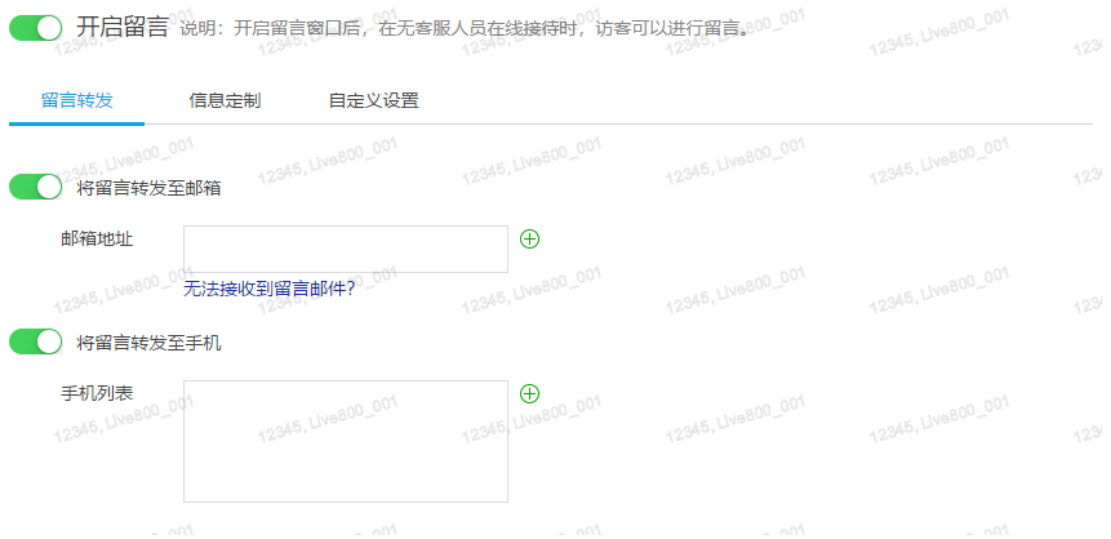 开启留言 说明：开启留言窗口后，在无客服人员在线接待时，访客可以进行留言。
留言转发 信息定制 自定义设置
将留言转发至邮箱
邮箱地址
无法接收到留言邮件？
将留言转发至手机
手机列表
12345, Live800_001